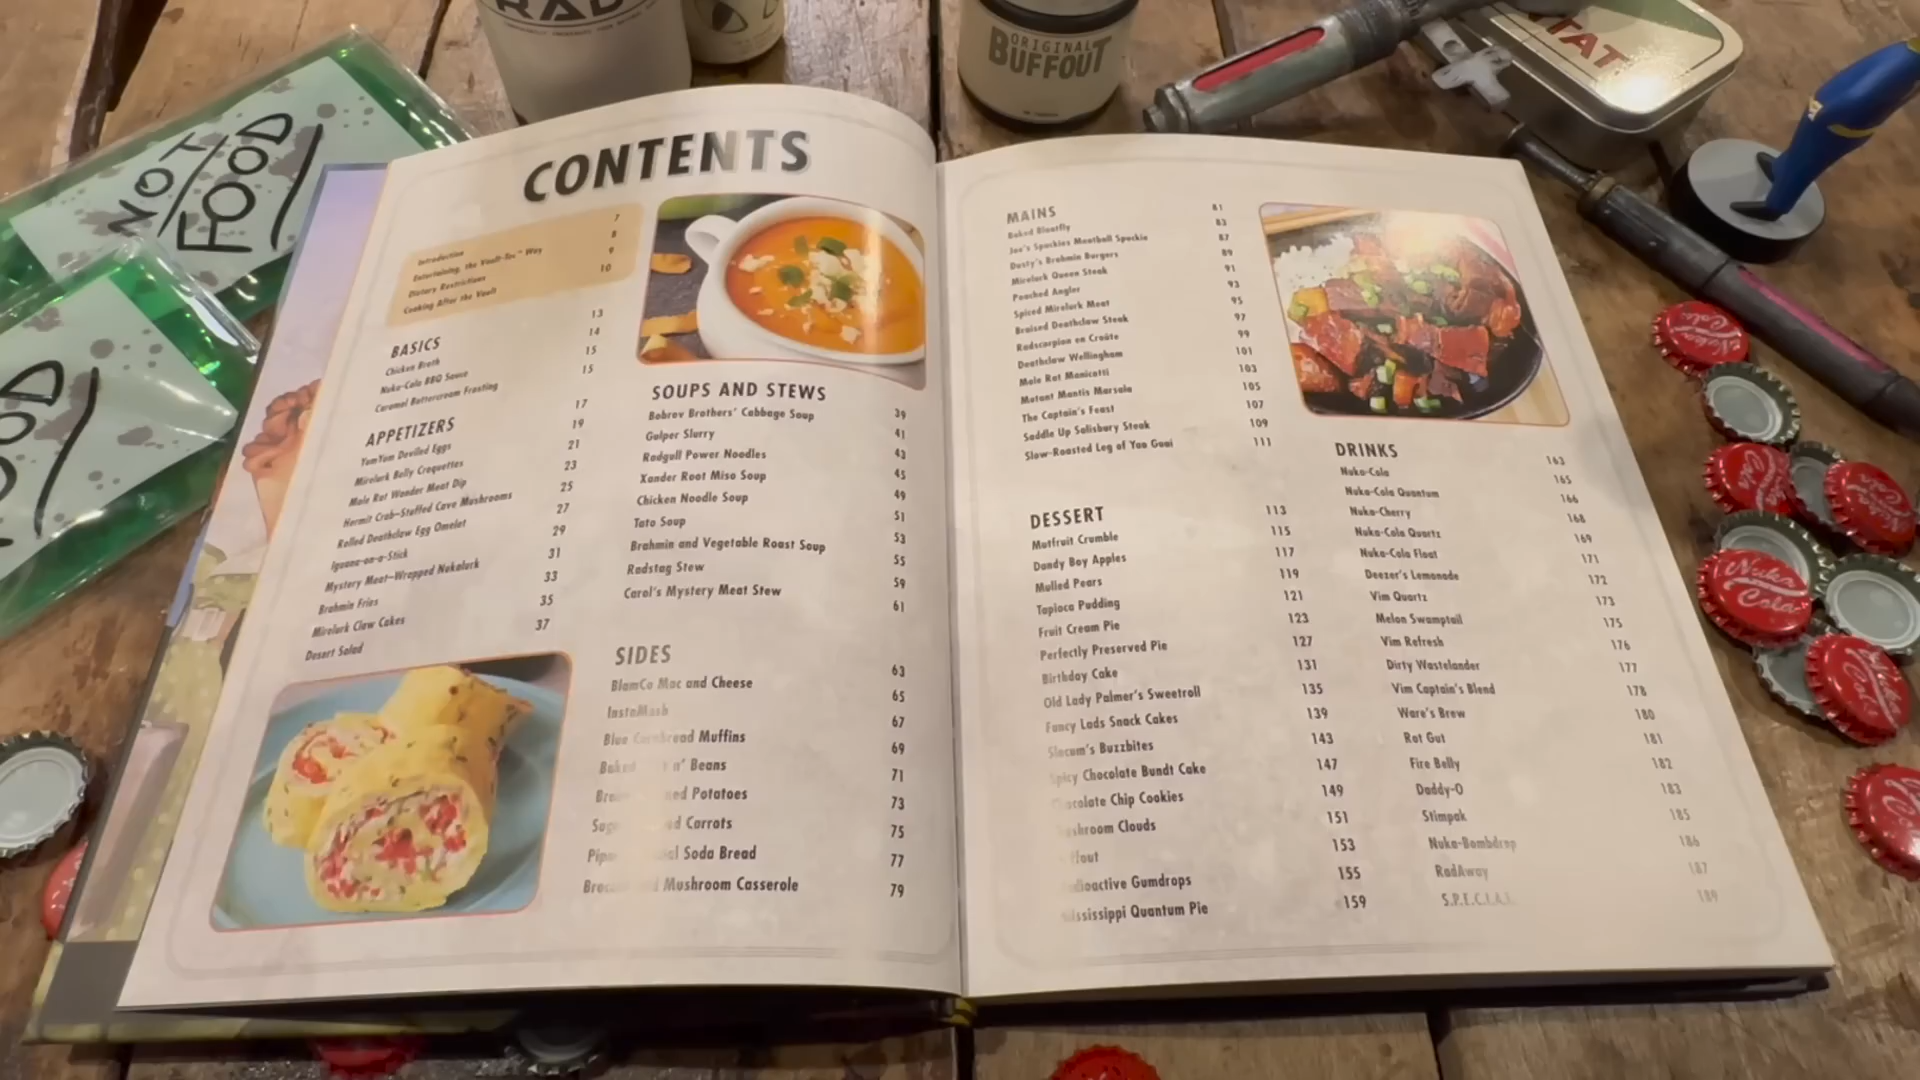 RAD
ORIGINAL
BUFFOUT
NOT
FOOD
CONTENTS
Introduction 7
Entertaining, the Vault-Tec™ Way 8
Dietary Restrictions 9
Cooking After the Vault 10
BASICS 13
Chicken Broth 14
Nuka-Cola BBQ Sauce 15
Caramel Buttercream Frosting 15
APPETIZERS 17
YumYum Deviled Eggs 19
Mirelurk Belly Croquettes 21
Mole Rat Wonder Meat Dip 23
Hermit Crab–Stuffed Cave Mushrooms 25
Rolled Deathclaw Egg Omelet 27
Iguana-on-a-Stick 29
Mystery Meat–Wrapped Nukalurk 31
Brahmin Fries 33
Mirelurk Claw Cakes 35
Desert Salad 37
SOUPS AND STEWS 39
Bobrov Brothers' Cabbage Soup 41
Gulper Slurry 43
Radgull Power Noodles 45
Xander Root Miso Soup 49
Chicken Noodle Soup 51
Tato Soup 53
Brahmin and Vegetable Roast Soup 55
Radstag Stew 59
Carol's Mystery Meat Stew 61
SIDES 63
BlamCo Mac and Cheese 65
InstaMash 67
Blue Cornbread Muffins 69
Baked n' Beans 71
Potatoes 73
Carrots 75
Soda Bread 77
Mushroom Casserole 79
MAINS 81
Baked Bloatfly 83
Joe's Spuckies Meatball Spuckie 87
Dusty's Brahmin Burgers 89
Mirelurk Queen Steak 91
Poached Angler 93
Spiced Mirelurk Meat 95
Braised Deathclaw Steak 97
Radscorpion en Croûte 99
Deathclaw Wellingham 101
Mole Rat Manicotti 103
Mutant Mantis Marsala 105
The Captain's Feast 107
Saddle Up Salisbury Steak 109
Slow-Roasted Leg of Yao Guai 111
DESSERT 113
Mutfruit Crumble 115
Dandy Boy Apples 117
Mulled Pears 119
Tapioca Pudding 121
Fruit Cream Pie 123
Perfectly Preserved Pie 127
Birthday Cake 131
Old Lady Palmer's Sweetroll 135
Fancy Lads Snack Cakes 139
Slocum's Buzzbites 143
Spicy Chocolate Bundt Cake 147
Chocolate Chip Cookies 149
Mushroom Clouds 151
153
Radioactive Gumdrops 155
Mississippi Quantum Pie 159
DRINKS 163
Nuka-Cola 165
Nuka-Cola Quantum 166
Nuka-Cherry 168
Nuka-Cola Quartz 169
Nuka-Cola Float 171
Deezer's Lemonade 172
Vim Quartz 173
Melon Swamptail 175
Vim Refresh 176
Dirty Wastelander 177
Vim Captain's Blend 178
Ware's Brew 180
Rot Gut 181
Fire Belly 182
Daddy-O 183
Stimpak 185
Nuka-Bombdrop 186
RadAway 187
S.P.E.C.I.A.L. 189
Nuka
Cola